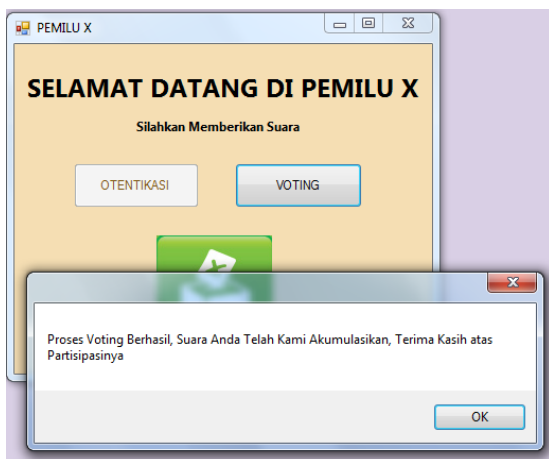 PEMILU X
SELAMAT DATANG DI PEMILU X
Silahkan Memberikan Suara
OTENTIKASI
VOTING
Proses Voting Berhasil, Suara Anda Telah Kami Akumulasikan, Terima Kasih atas
Partisipasinya
OK